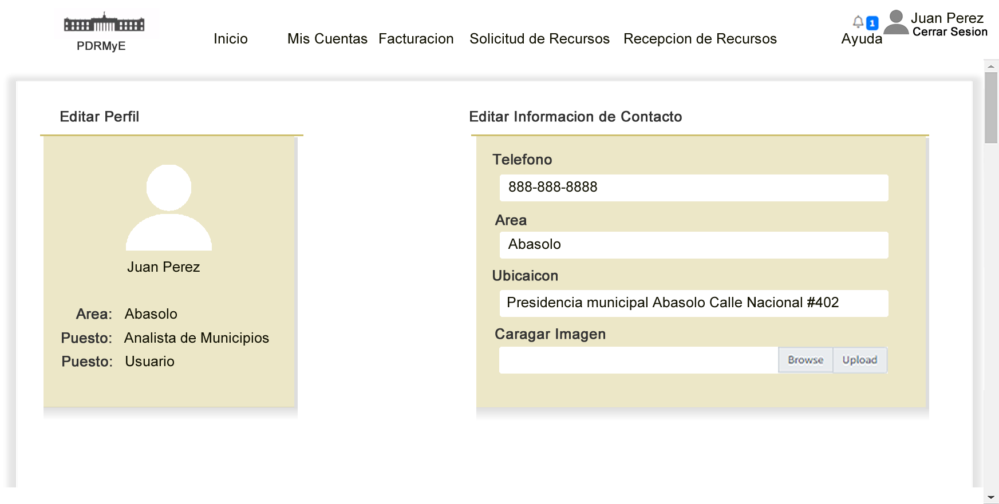 PDRMyE
Inicio
Mis Cuentas
Facturacion
Solicitud de Recursos
Recepcion de Recursos
Ayuda
1
Juan Perez
Cerrar Sesion
Editar Perfil
Juan Perez
Area: Abasolo
Puesto: Analista de Municipios
Puesto: Usuario
Editar Informacion de Contacto
Telefono
888-888-8888
Area
Abasolo
Ubicaicon
Presidencia municipal Abasolo Calle Nacional #402
Caragar Imagen
Browse
Upload